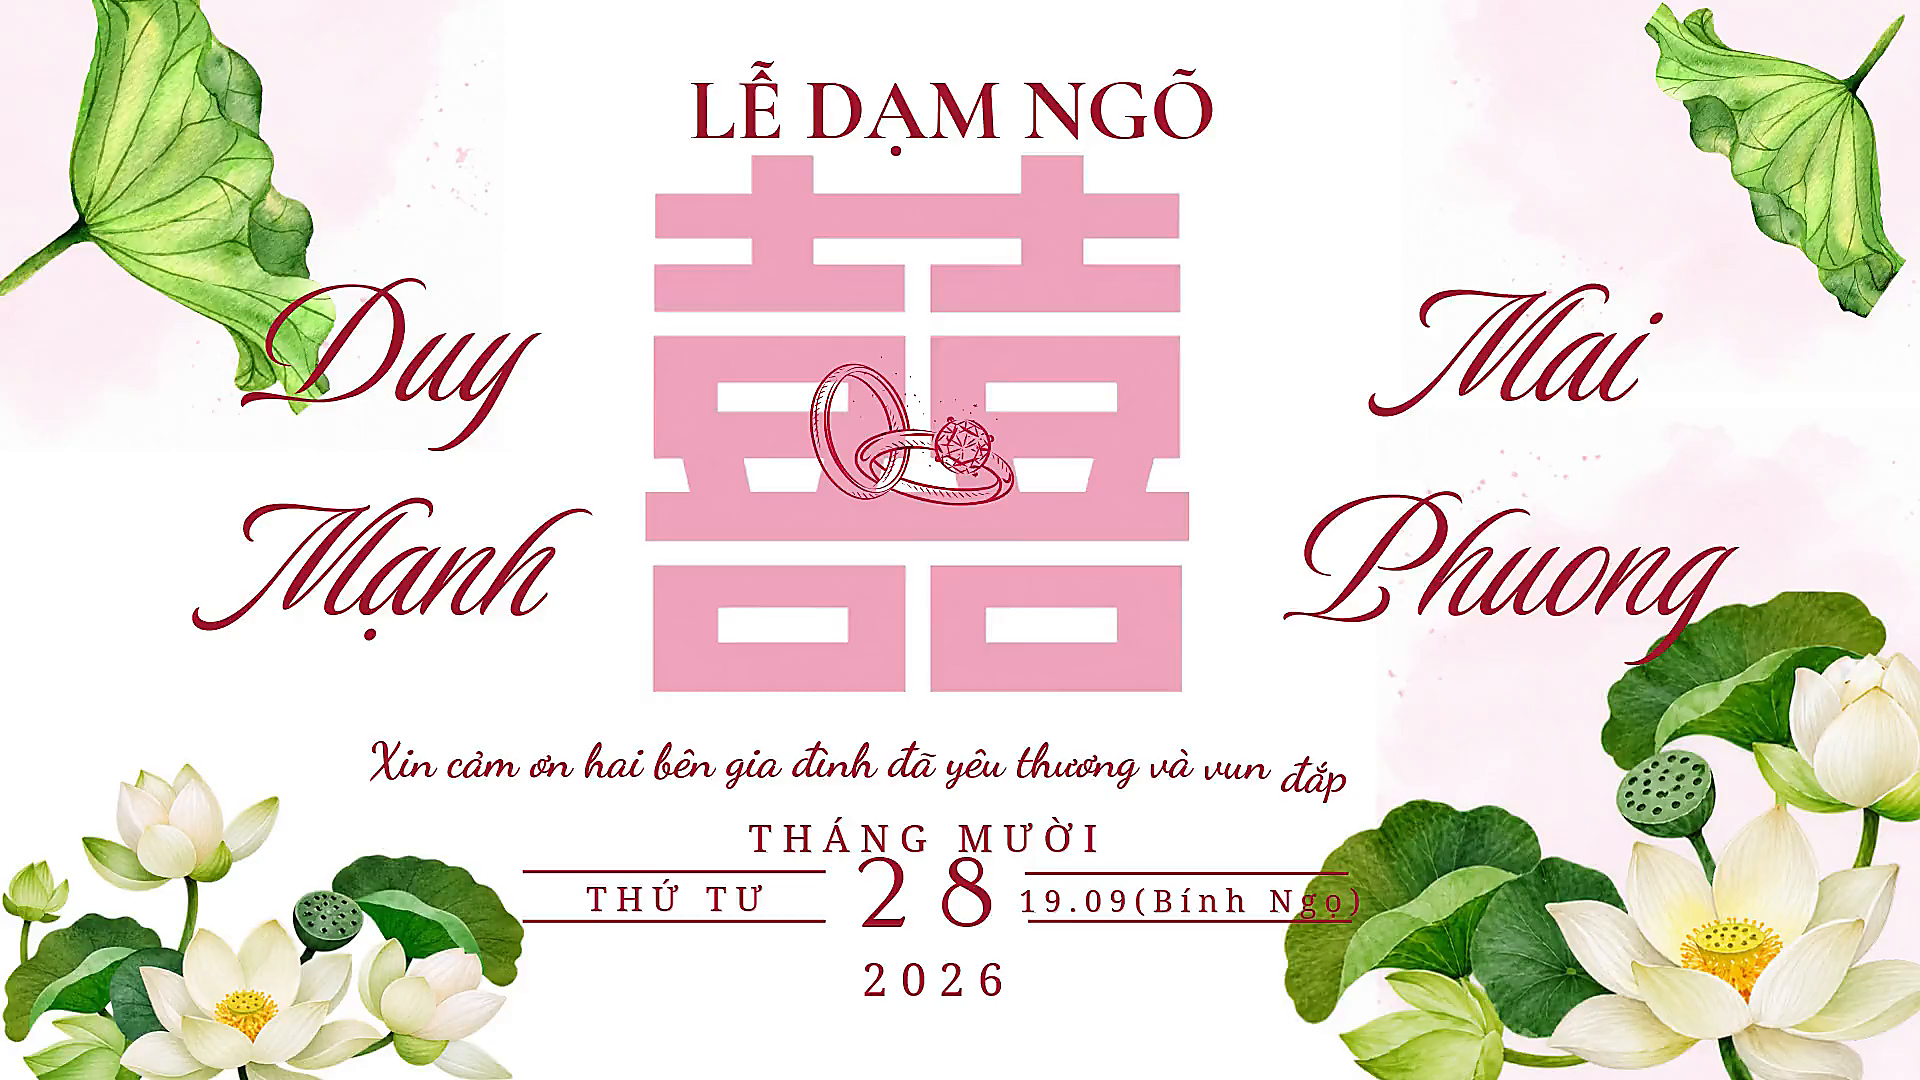 LỄ DẠM NGÕ
囍
Duy
Mạnh
Mai
Phuong
Xin cảm ơn hai bên gia đình đã yêu thương và vun đắp
THÁNG MƯỜI
THỨ TƯ
28
19.09(Bính Ngọ)
2026